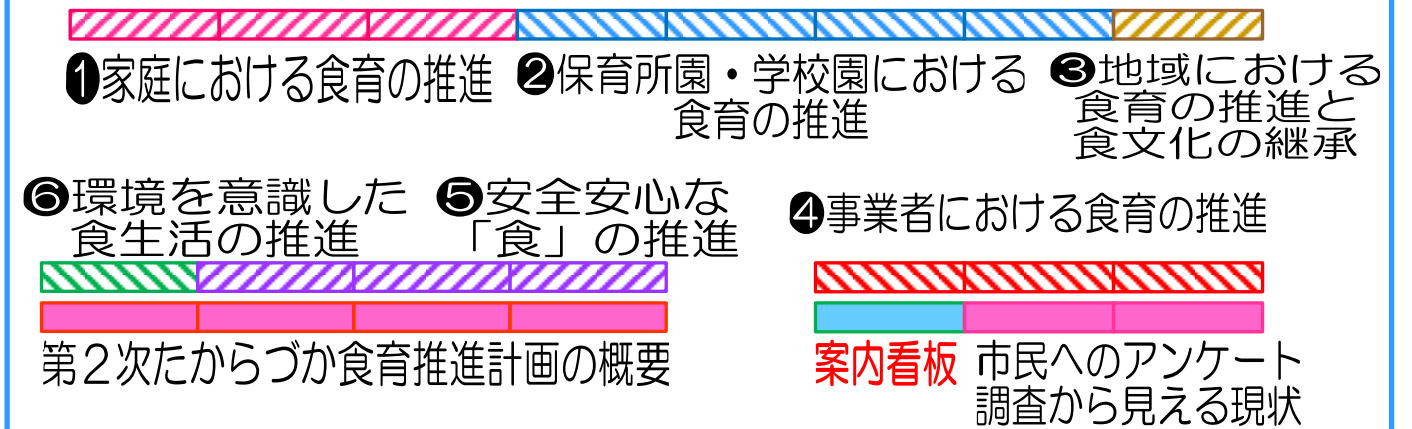 ❶家庭における食育の推進
❷保育所園・学校園における
食育の推進
❸地域における
食育の推進と
食文化の継承
❻環境を意識した
食生活の推進
❺安全安心な
「食」の推進
❹事業者における食育の推進
第２次たからづか食育推進計画の概要
案内看板
市民へのアンケート
調査から見える現状